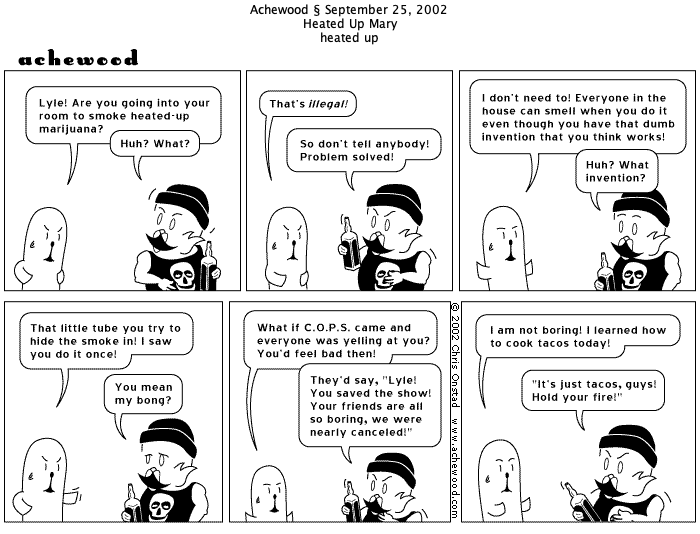 Achewood § September 25, 2002
Heated Up Mary
heated up
achewood
Lyle! Are you going into your
room to smoke heated-up
marijuana?
Huh? What?
That's illegal!
So don't tell anybody!
Problem solved!
I don't need to! Everyone in the
house can smell when you do it
even though you have that dumb
invention that you think works!
Huh? What
invention?
That little tube you try to
hide the smoke in! I saw
you do it once!
You mean
my bong?
What if C.O.P.S. came and
everyone was yelling at you?
You'd feel bad then!
They'd say, "Lyle!
You saved the show!
Your friends are all
so boring, we were
nearly canceled!"
© 2002 Chris Onstad www.achewood.com
I am not boring! I learned how
to cook tacos today!
"It's just tacos, guys!
Hold your fire!"